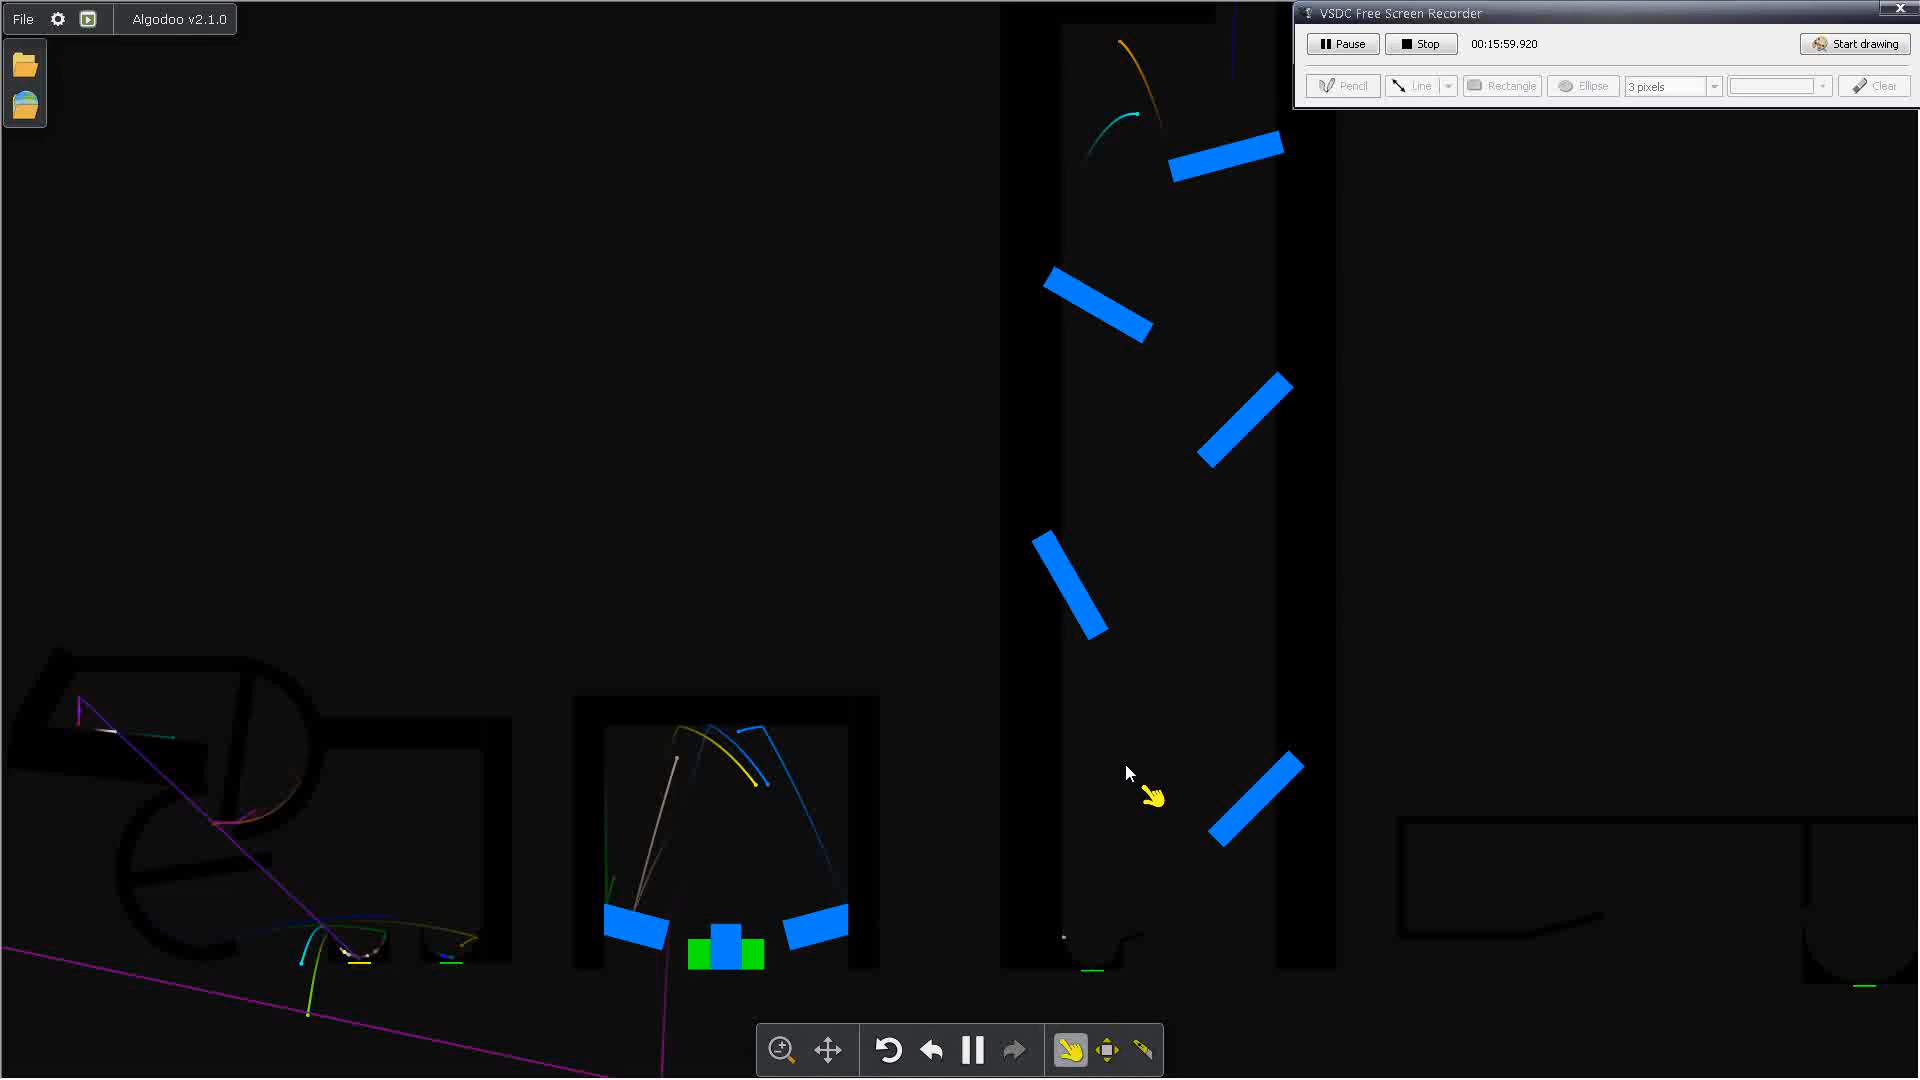 File
Algodoo v2.1.0
VSDC Free Screen Recorder
Pause
Stop
00:15:59.920
Start drawing
Pencil
Line
Rectangle
Ellipse
3 pixels
Clear